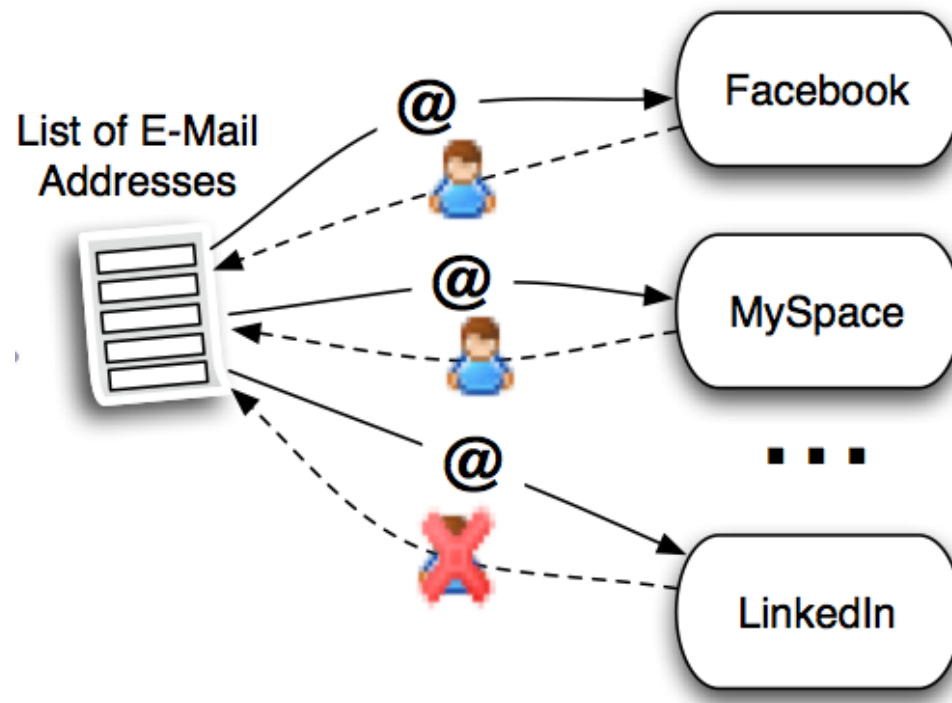 List of E-Mail
Addresses
@
Facebook
@
MySpace
...
@
LinkedIn